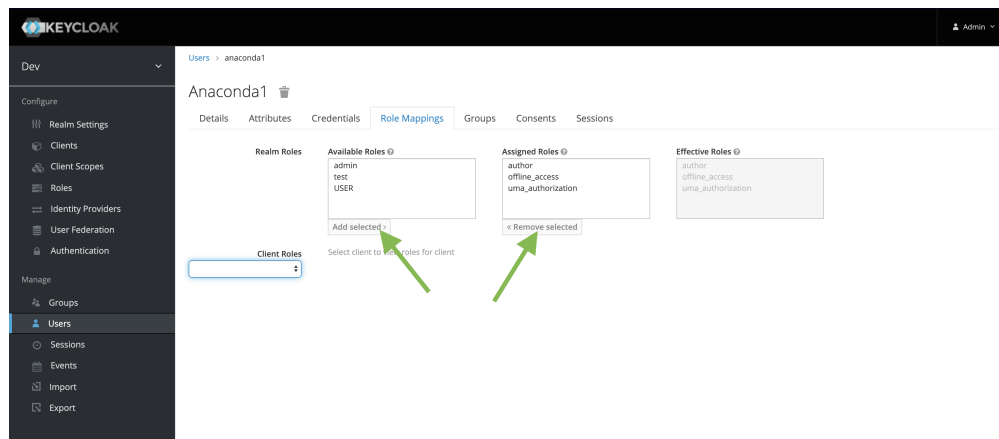 KEYCLOAK
Admin
Dev
Configure
Realm Settings
Clients
Client Scopes
Roles
Identity Providers
User Federation
Authentication
Manage
Groups
Users
Sessions
Events
Import
Export
Users > anaconda1
Anaconda1
Details Attributes Credentials Role Mappings Groups Consents Sessions
Realm Roles
Available Roles
admin
test
USER
Add selected >
Assigned Roles
author
offline_access
uma_authorization
« Remove selected
Effective Roles
author
offline_access
uma_authorization
Client Roles
Select client to view roles for client